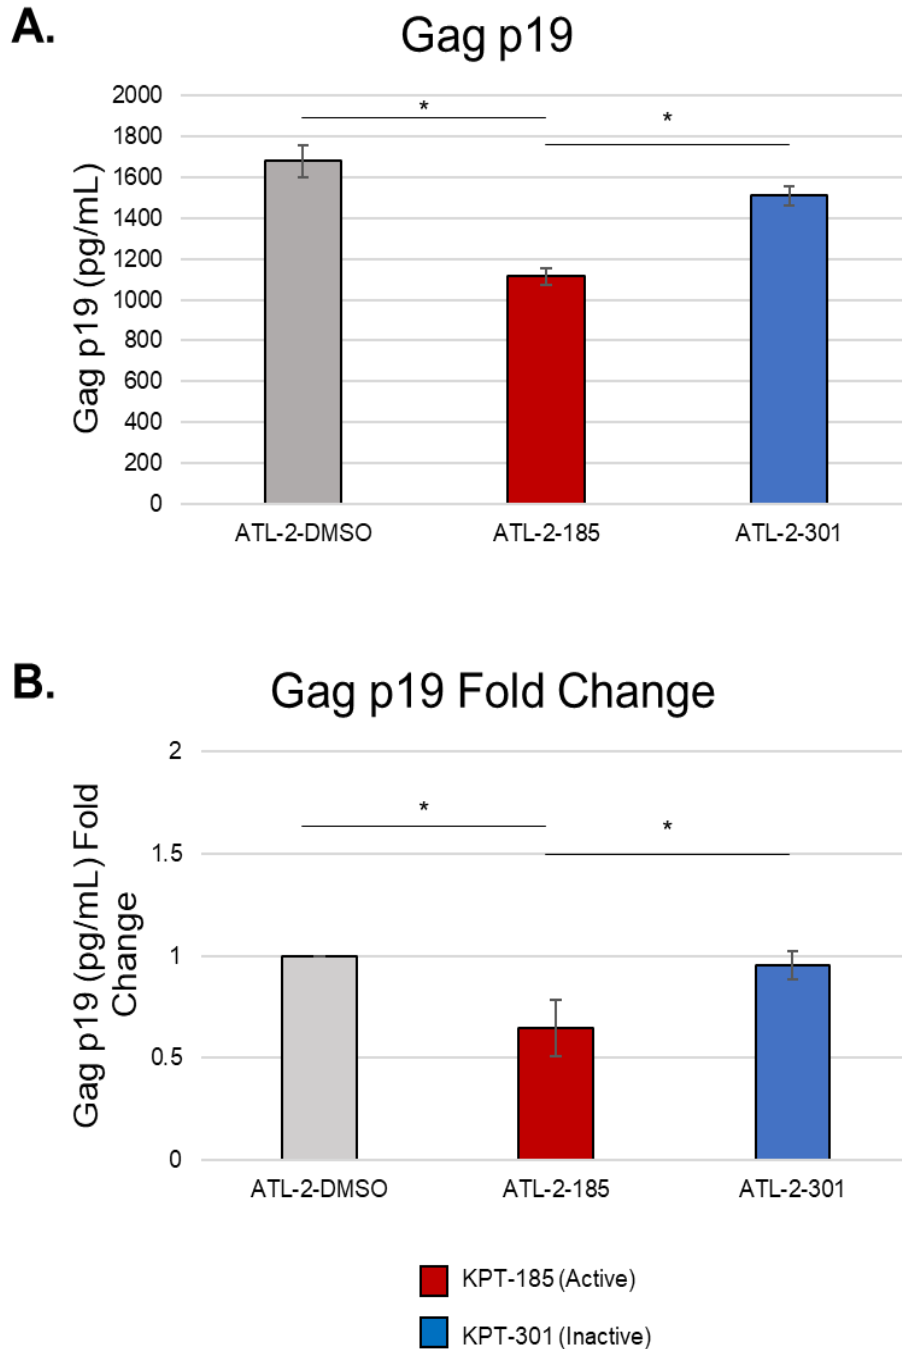 A.
Gag p19
Gag p19 (pg/mL)
2000
1800
1600
1400
1200
1000
800
600
400
200
0
*
*
ATL-2-DMSO
ATL-2-185
ATL-2-301
B.
Gag p19 Fold Change
Gag p19 (pg/mL) Fold
Change
2
1.5
1
0.5
0
*
*
ATL-2-DMSO
ATL-2-185
ATL-2-301
KPT-185 (Active)
KPT-301 (Inactive)